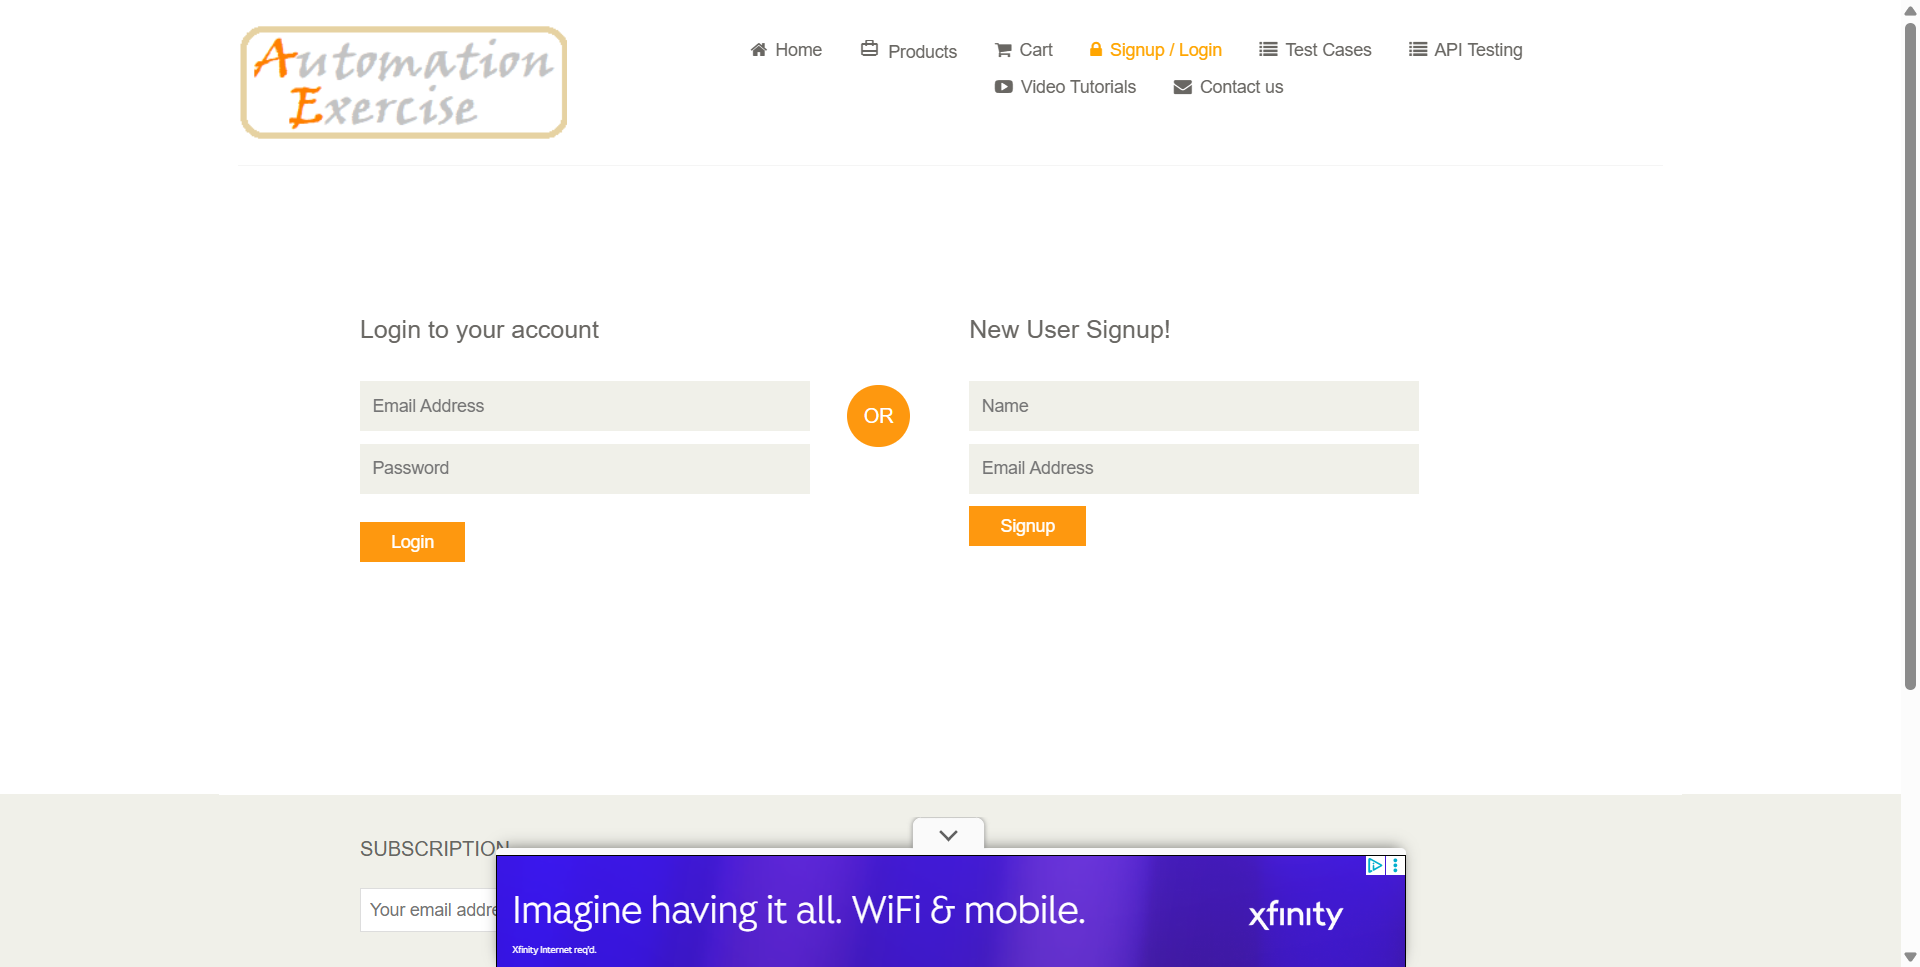 Automation
Exercise
Home
Products
Cart
Signup / Login
Test Cases
API Testing
Video Tutorials
Contact us
Login to your account
Email Address
Password
Login
OR
New User Signup!
Name
Email Address
Signup
SUBSCRIPTION
Your email addre
Imagine having it all. WiFi & mobile.
Xfinity Internet req'd.
xfinity